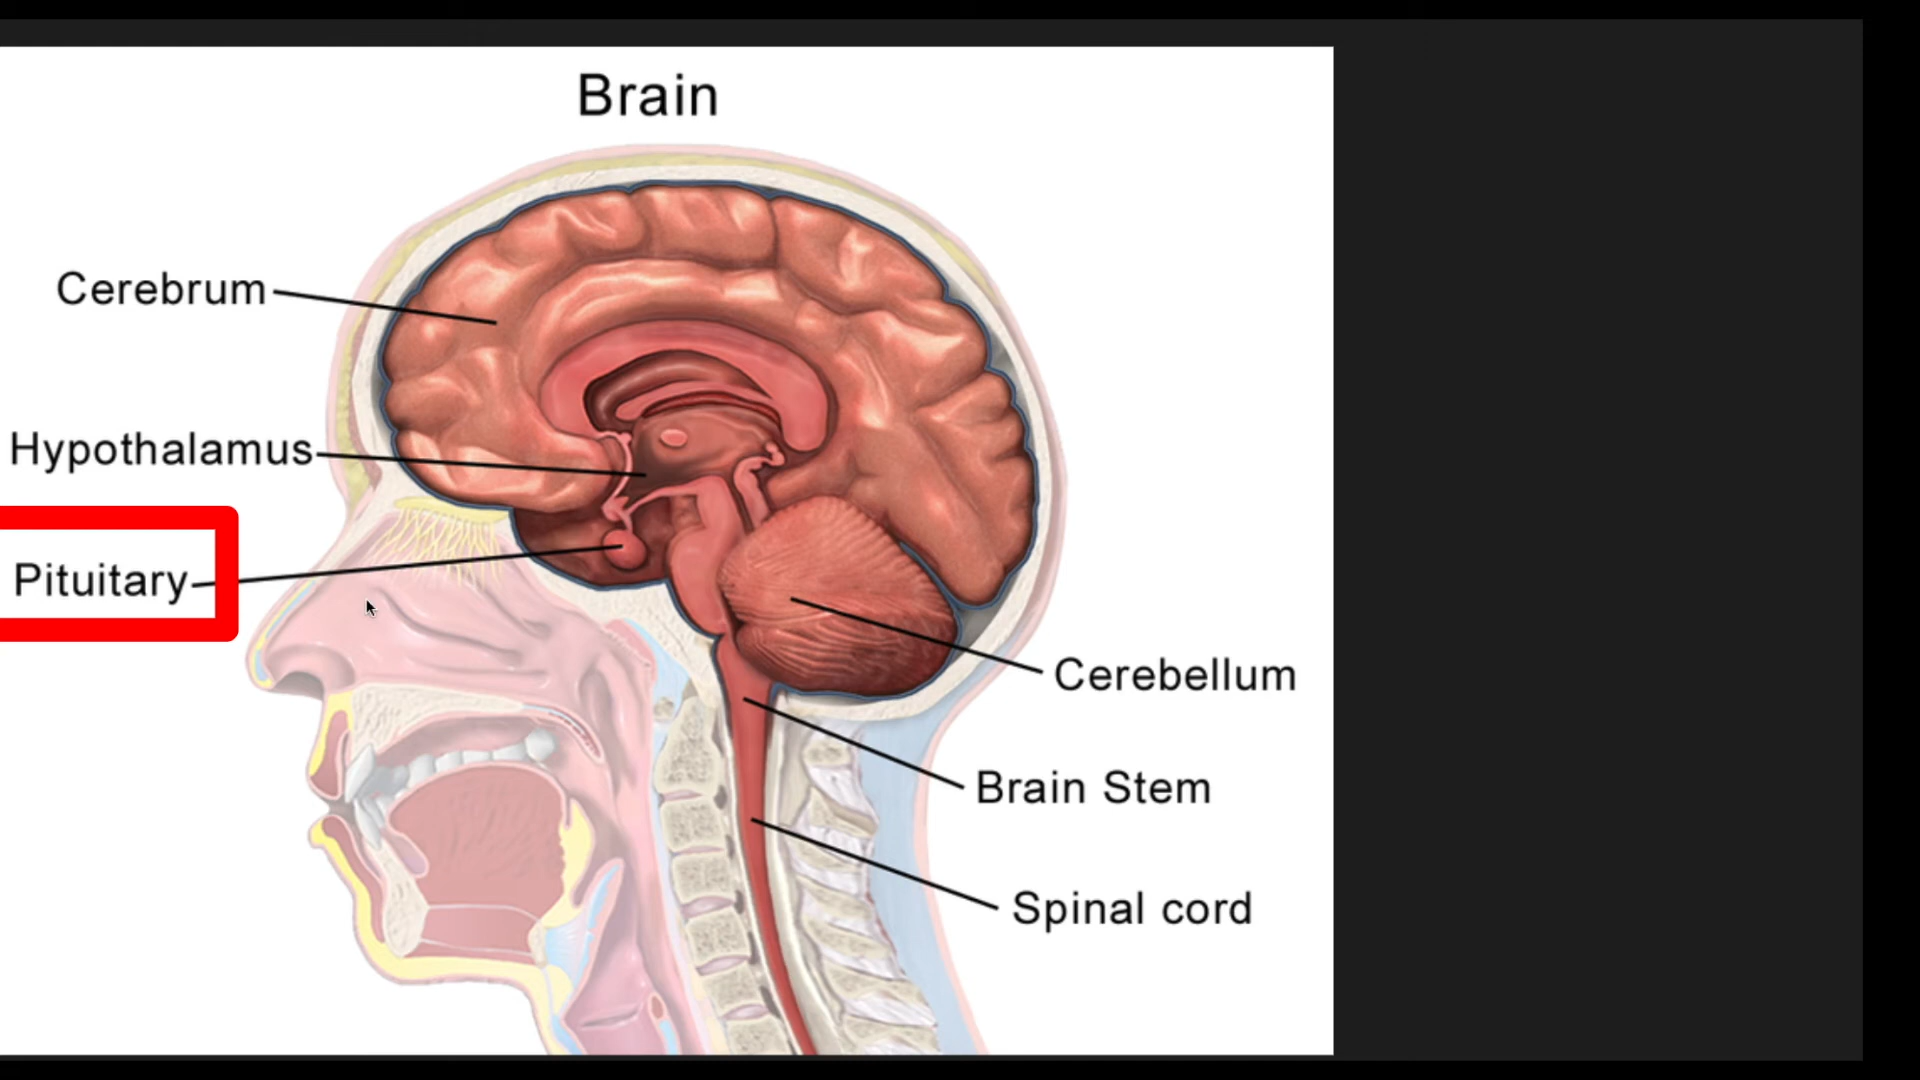 Brain
Cerebrum
Hypothalamus
Pituitary
Cerebellum
Brain Stem
Spinal cord